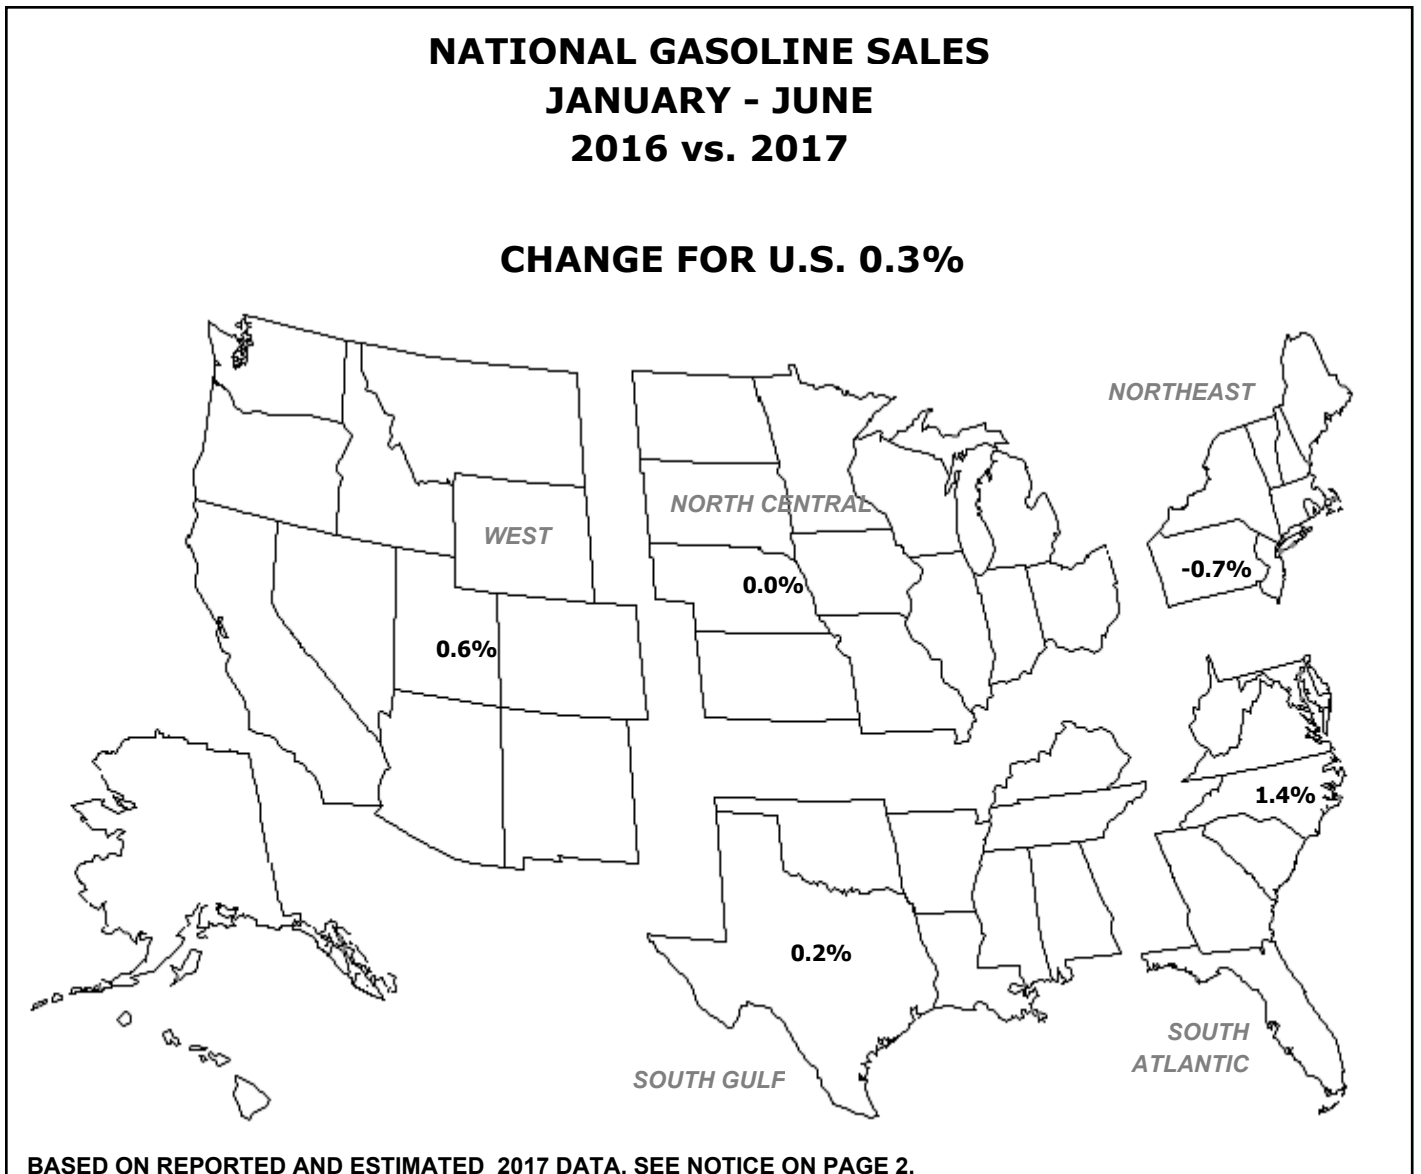 NATIONAL GASOLINE SALES
JANUARY - JUNE
2016 vs. 2017
CHANGE FOR U.S. 0.3%
NORTHEAST
NORTH CENTRAL
WEST
-0.7%
0.0%
0.6%
1.4%
0.2%
SOUTH
ATLANTIC
SOUTH GULF
BASED ON REPORTED AND ESTIMATED  2017 DATA. SEE NOTICE ON PAGE 2.